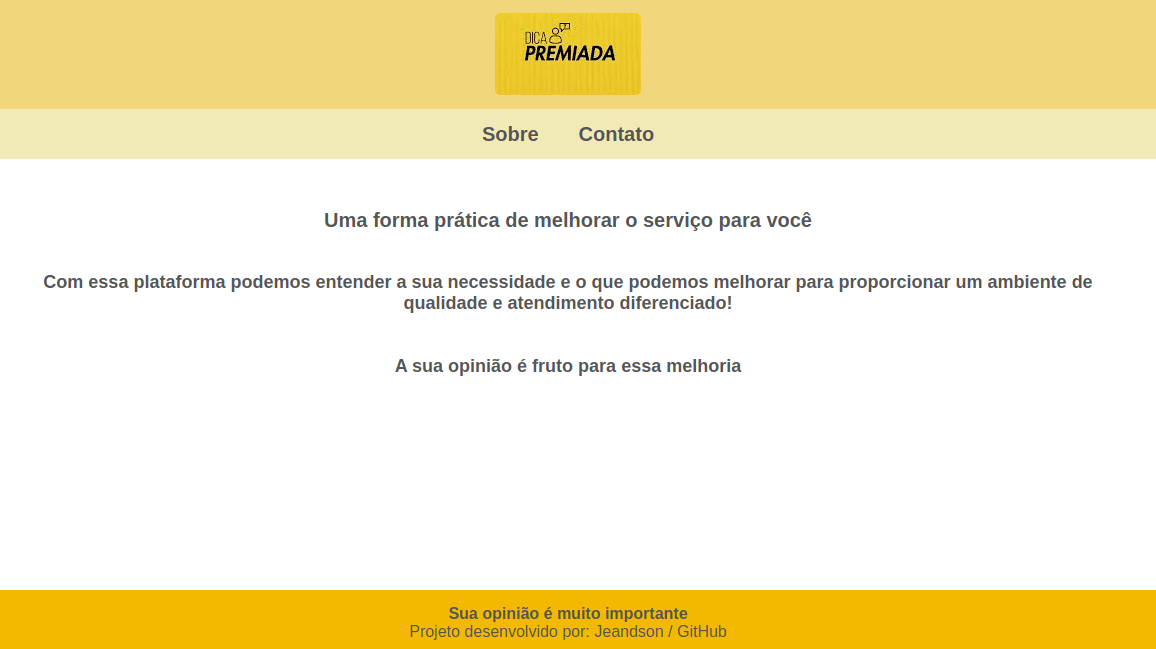 DICA
PREMIADA
Sobre Contato
Uma forma prática de melhorar o serviço para você
Com essa plataforma podemos entender a sua necessidade e o que podemos melhorar para proporcionar um ambiente de
qualidade e atendimento diferenciado!
A sua opinião é fruto para essa melhoria
Sua opinião é muito importante
Projeto desenvolvido por: Jeandson / GitHub